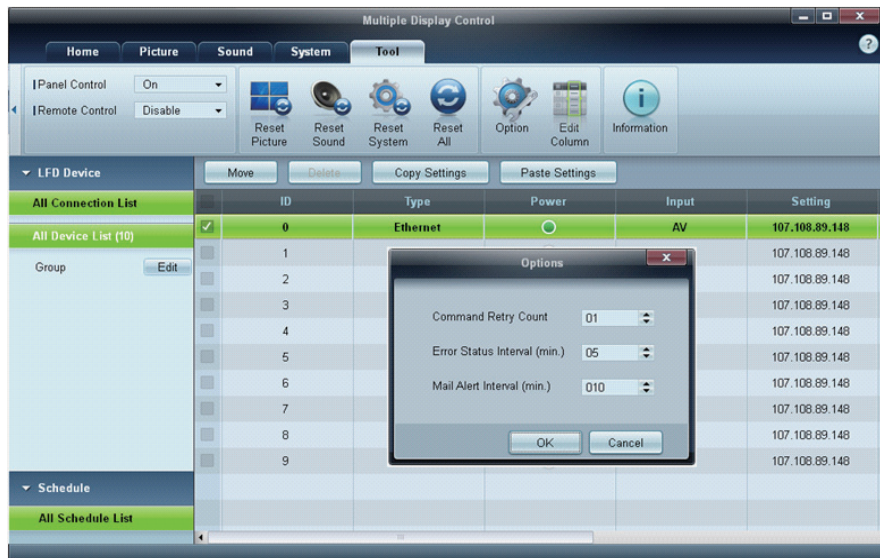 Multiple Display Control
Home Picture Sound System Tool
Panel Control On
Remote Control Disable
Reset Picture
Reset Sound
Reset System
Reset All
Option
Edit Column
Information
LFD Device
Move Delete Copy Settings Paste Settings
All Connection List
ID Type Power Input Setting
All Device List (10)
0 Ethernet AV 107.108.89.148
Group Edit
1 107.108.89.148
2 107.108.89.148
3 107.108.89.148
4 107.108.89.148
5 107.108.89.148
6 107.108.89.148
7 107.108.89.148
8 107.108.89.148
9 107.108.89.148
Options
Command Retry Count 01
Error Status Interval (min.) 05
Mail Alert Interval (min.) 010
OK Cancel
Schedule
All Schedule List